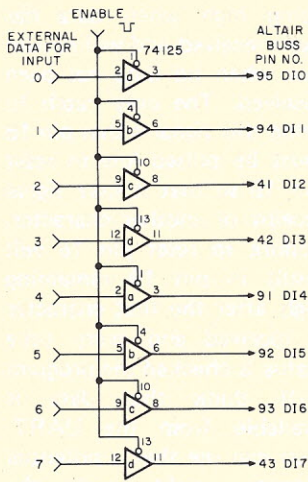 ENABLE
EXTERNAL
DATA FOR
INPUT
ALTAIR
BUSS
PIN NO.
74125
0 2 a 1 3 95 DI0
1 5 b 4 6 94 DI1
2 9 c 10 8 41 DI2
3 12 d 13 11 42 DI3
4 2 a 1 3 91 DI4
5 5 b 4 6 92 DI5
6 9 c 10 8 93 DI6
7 12 d 13 11 43 DI7